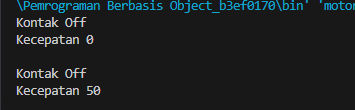 \Pemrograman Berbasis Object_b3ef0170\bin' 'motor
Kontak Off
Kecepatan 0
Kontak Off
Kecepatan 50